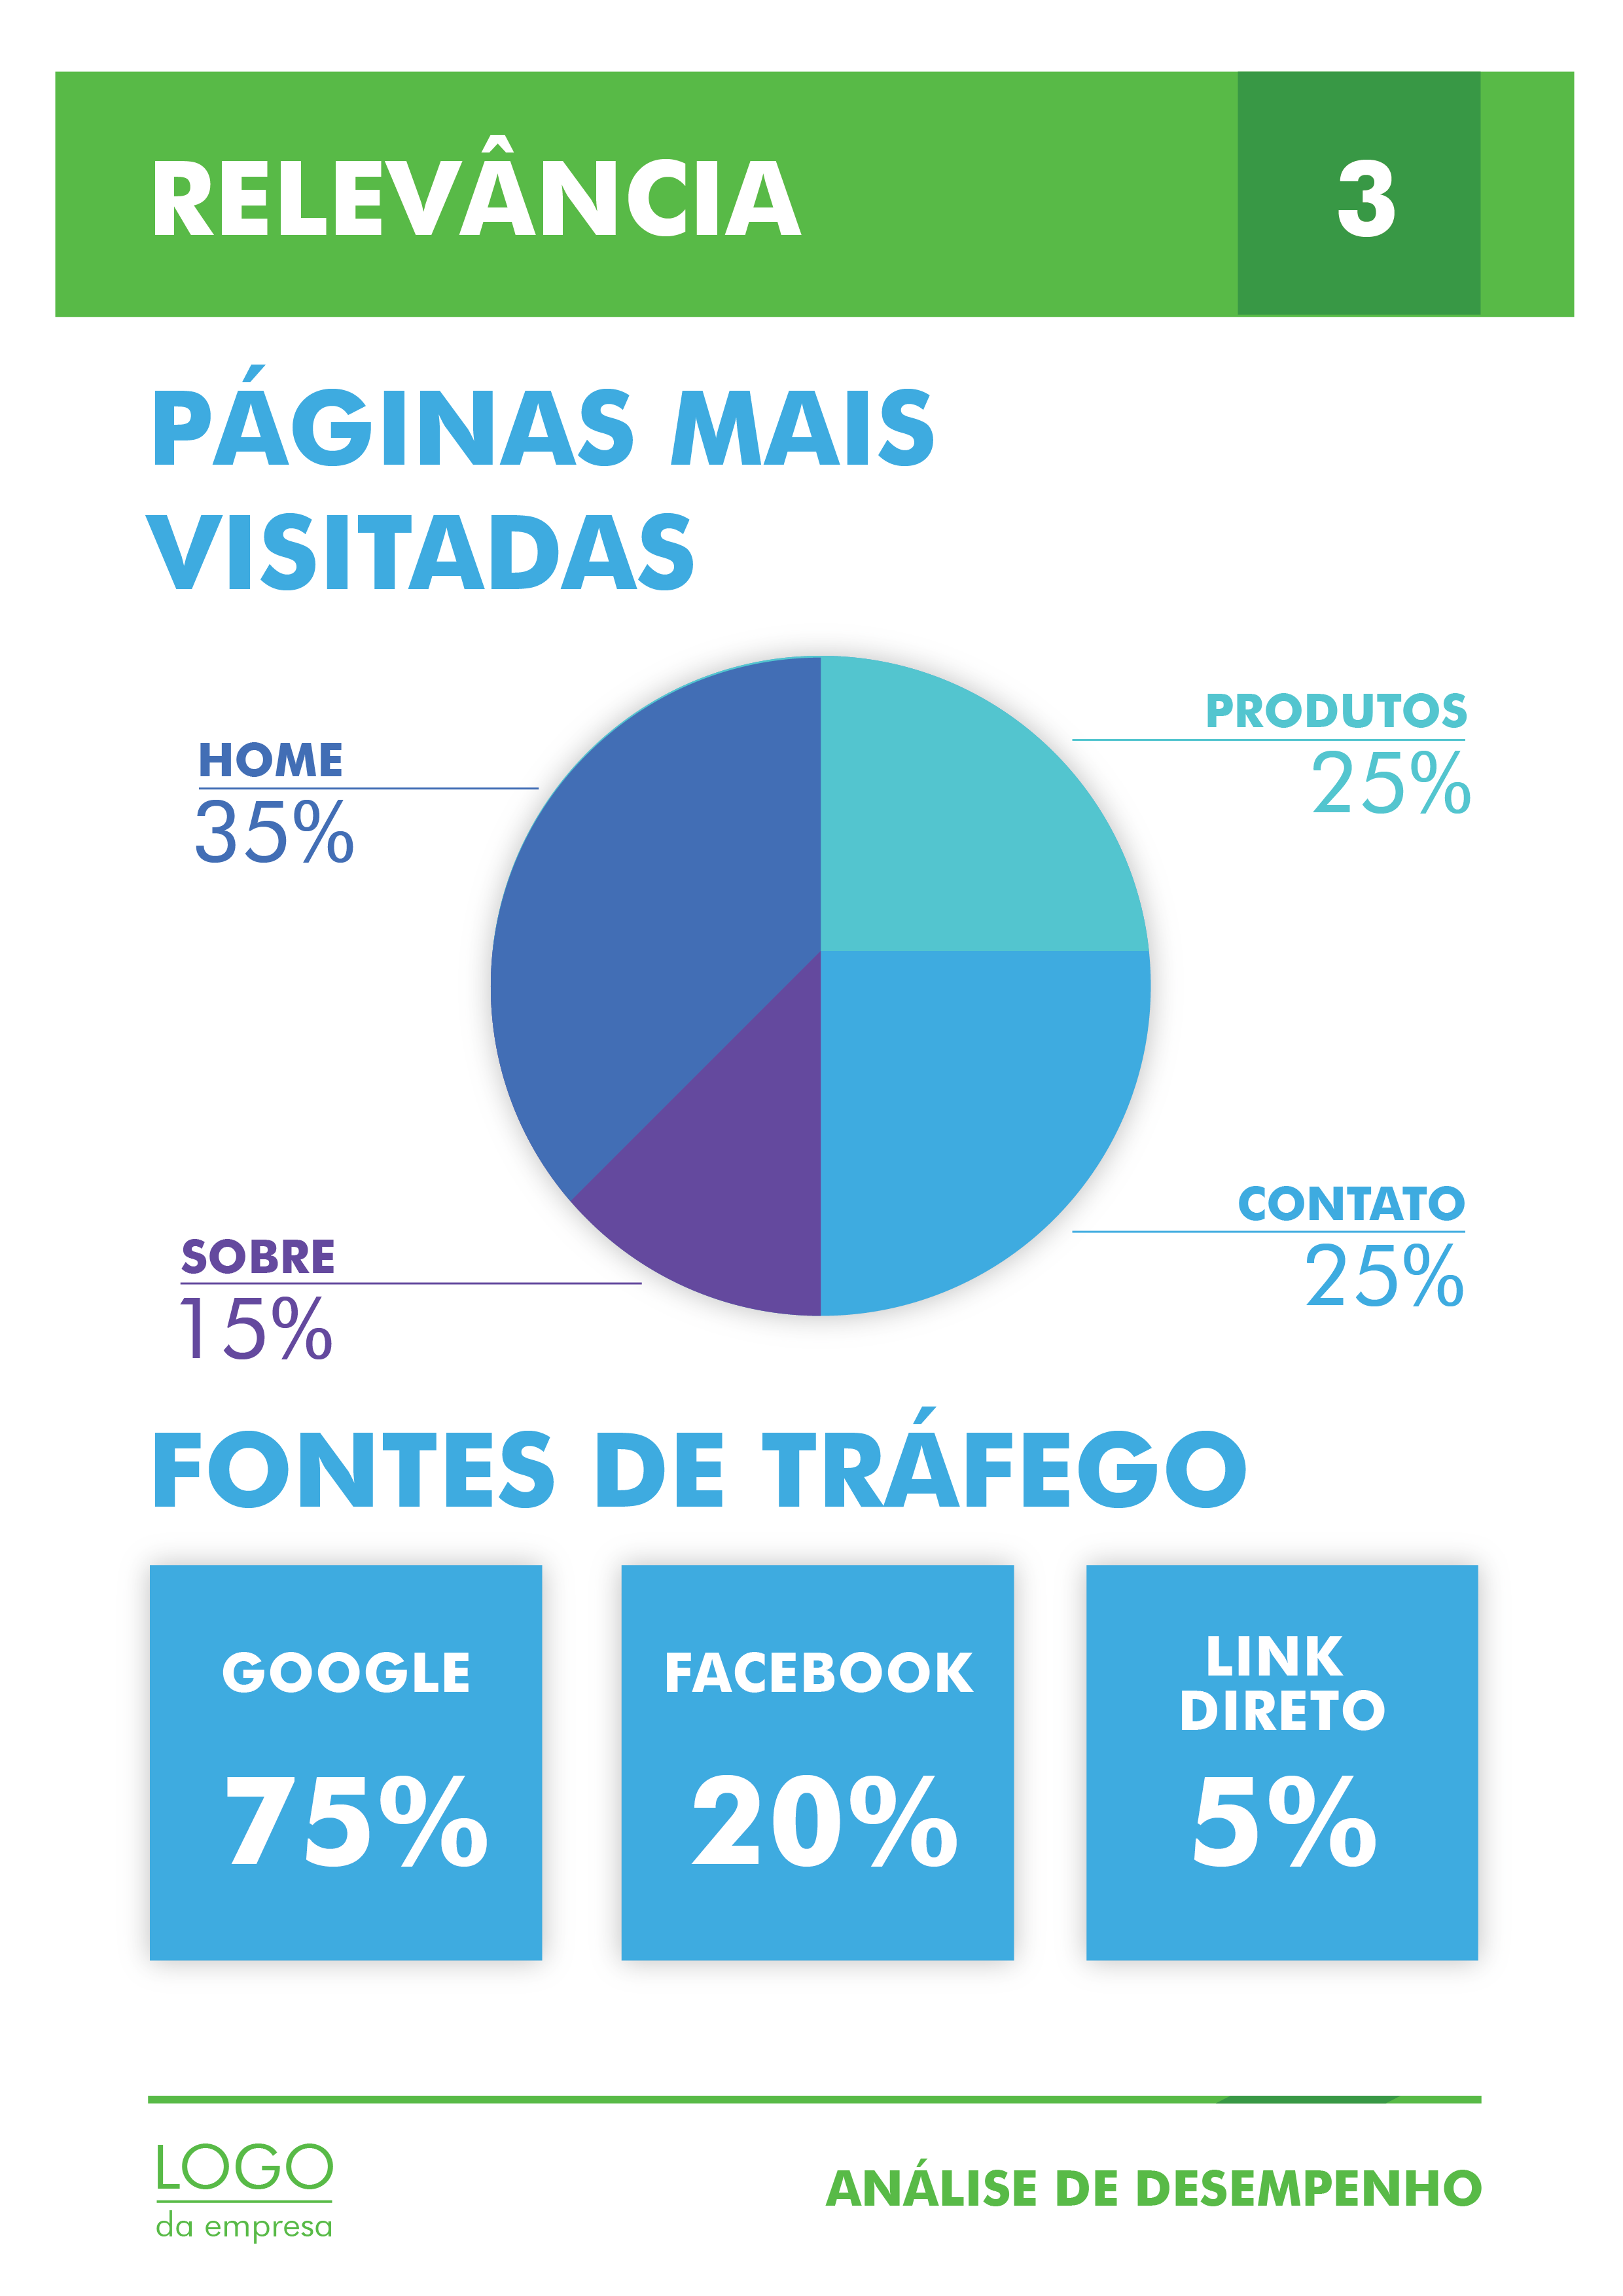 RELEVÂNCIA
3
PÁGINAS MAIS
VISITADAS
HOME
35%
PRODUTOS
25%
SOBRE
15%
CONTATO
25%
FONTES DE TRÁFEGO
GOOGLE
75%
FACEBOOK
20%
LINK
DIRETO
5%
LOGO
da empresa
ANÁLISE DE DESEMPENHO